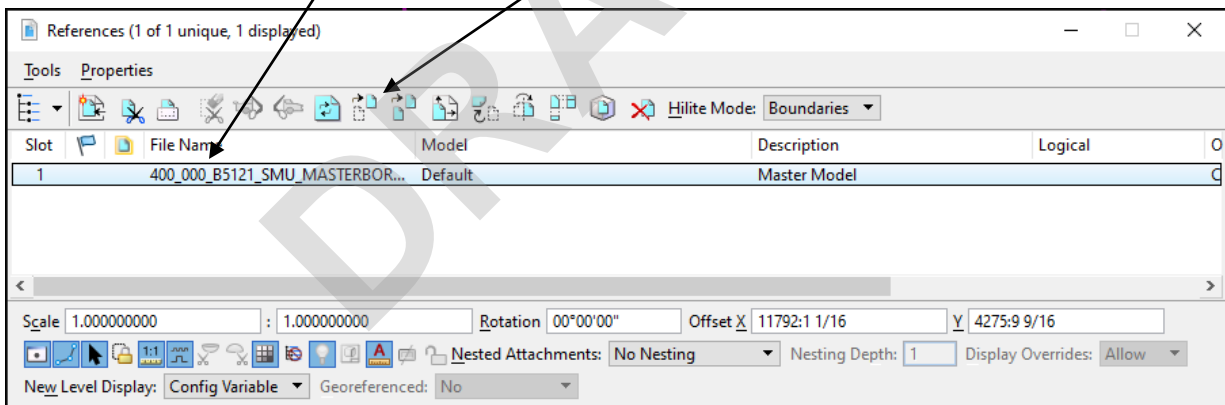 References (1 of 1 unique, 1 displayed)
Tools Properties
Hilite Mode: Boundaries
Slot File Name Model Description Logical O
1 400_000_B5121_SMU_MASTERBOR... Default Master Model C
Scale 1.000000000 : 1.000000000 Rotation 00°00'00" Offset X 11792:1 1/16 Y 4275:9 9/16
1:1 A Nested Attachments: No Nesting Nesting Depth: 1 Display Overrides: Allow
New Level Display: Config Variable Georeferenced: No
DRA